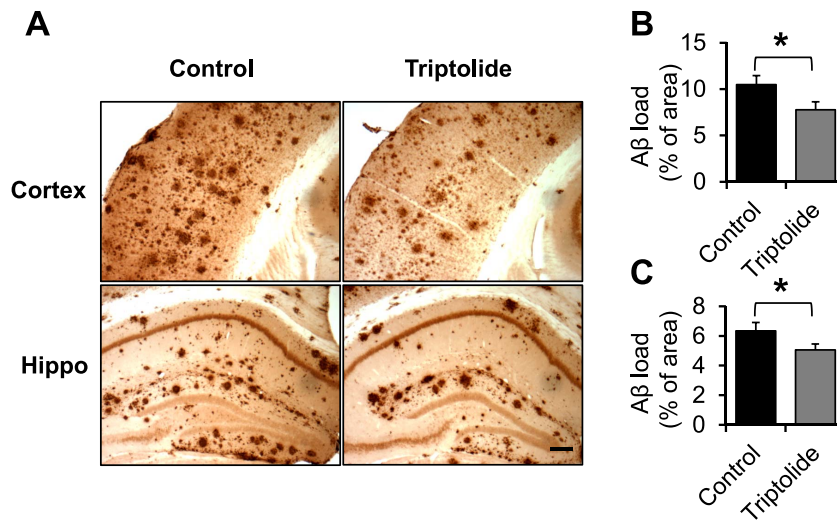 A
Control
Triptolide
Cortex
Hippo
B
Aβ load
(% of area)
15
10
5
0
*
Control
Triptolide
C
Aβ load
(% of area)
8
6
4
2
0
*
Control
Triptolide